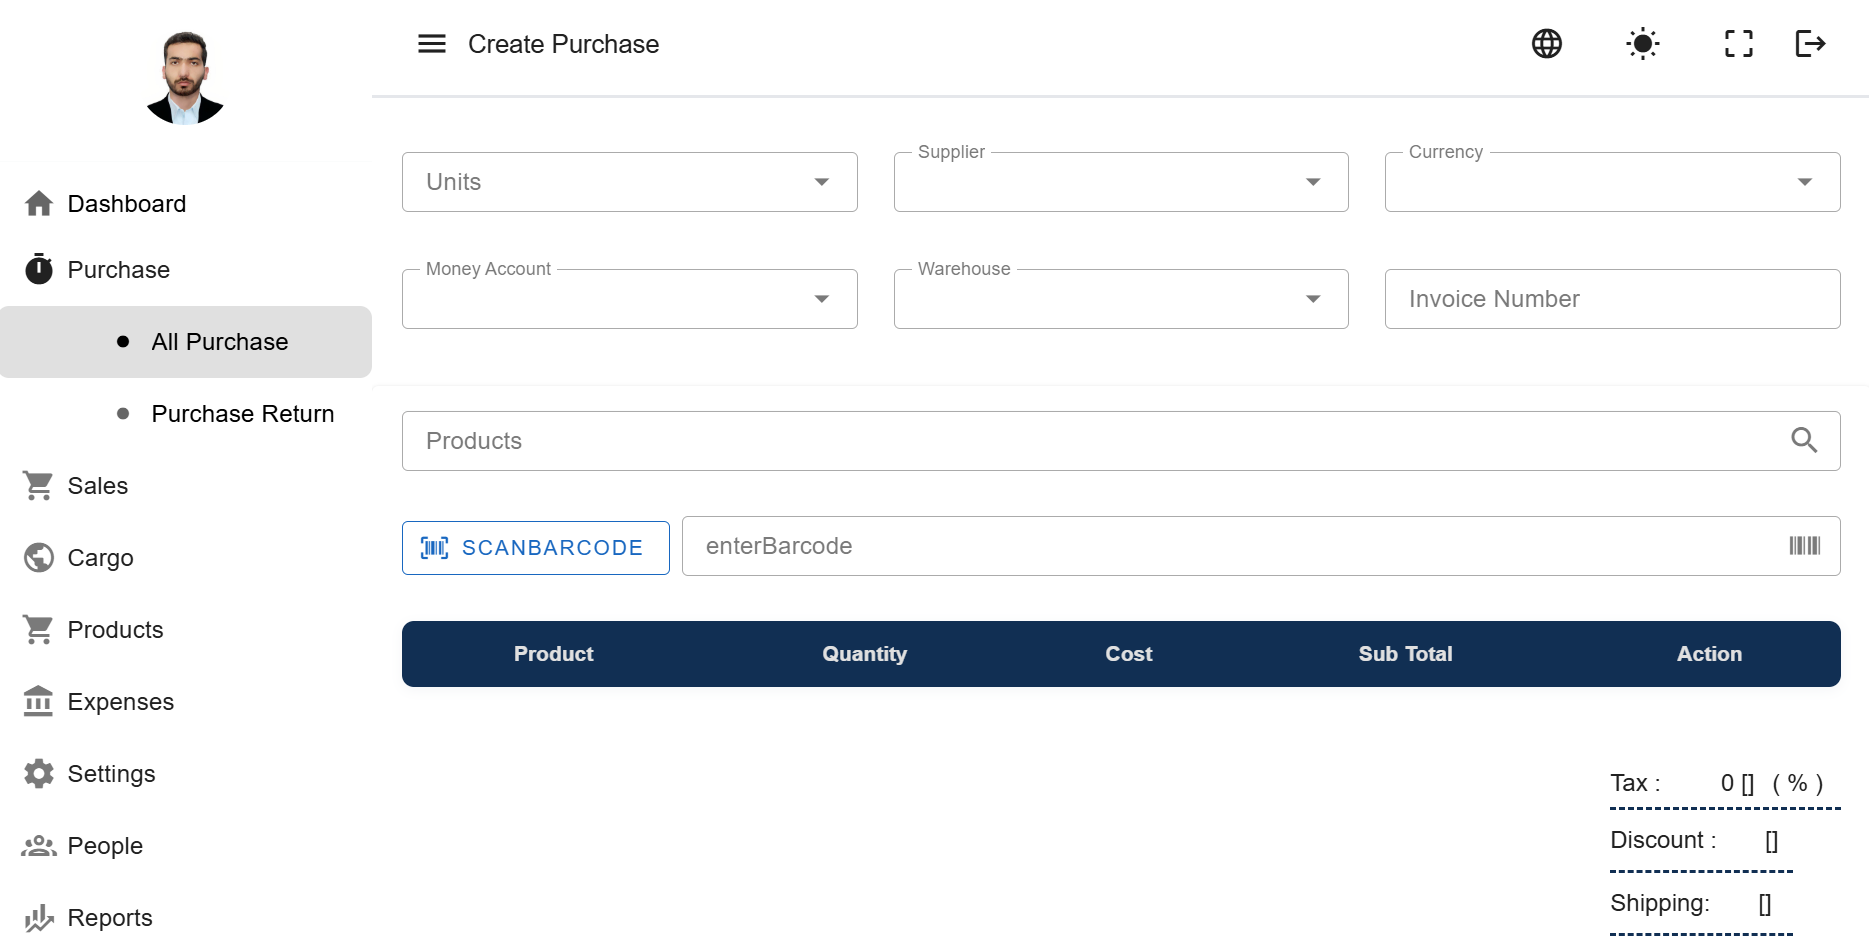 Create Purchase
Dashboard
Purchase
All Purchase
Purchase Return
Sales
Cargo
Products
Expenses
Settings
People
Reports
Units
Supplier
Currency
Money Account
Warehouse
Invoice Number
Products
SCANBARCODE
enterBarcode
Product Quantity Cost Sub Total Action
Tax : 0 [] ( % )
Discount : []
Shipping: []